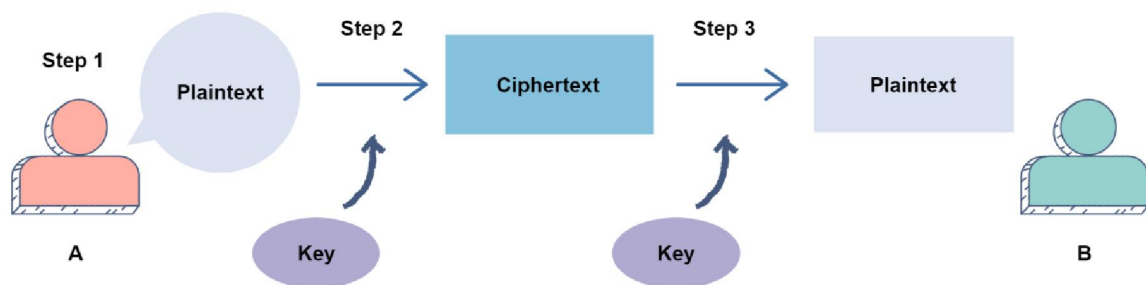 Step 1
Plaintext
Step 2
Ciphertext
Step 3
Plaintext
A
Key
Key
B